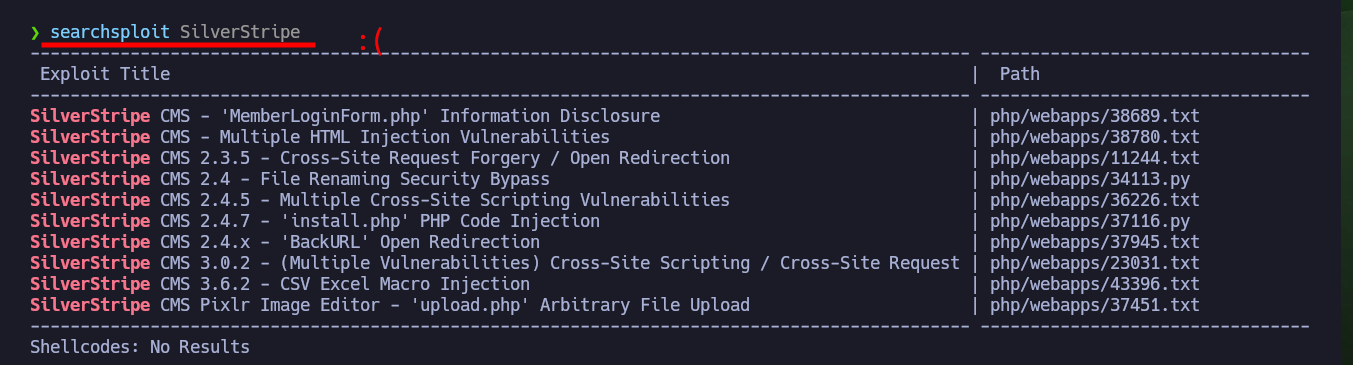 ❯ searchsploit SilverStripe :(
Exploit Title | Path
SilverStripe CMS - 'MemberLoginForm.php' Information Disclosure | php/webapps/38689.txt
SilverStripe CMS - Multiple HTML Injection Vulnerabilities | php/webapps/38780.txt
SilverStripe CMS 2.3.5 - Cross-Site Request Forgery / Open Redirection | php/webapps/11244.txt
SilverStripe CMS 2.4 - File Renaming Security Bypass | php/webapps/34113.py
SilverStripe CMS 2.4.5 - Multiple Cross-Site Scripting Vulnerabilities | php/webapps/36226.txt
SilverStripe CMS 2.4.7 - 'install.php' PHP Code Injection | php/webapps/37116.py
SilverStripe CMS 2.4.x - 'BackURL' Open Redirection | php/webapps/37945.txt
SilverStripe CMS 3.0.2 - (Multiple Vulnerabilities) Cross-Site Scripting / Cross-Site Request | php/webapps/23031.txt
SilverStripe CMS 3.6.2 - CSV Excel Macro Injection | php/webapps/43396.txt
SilverStripe CMS Pixlr Image Editor - 'upload.php' Arbitrary File Upload | php/webapps/37451.txt
Shellcodes: No Results